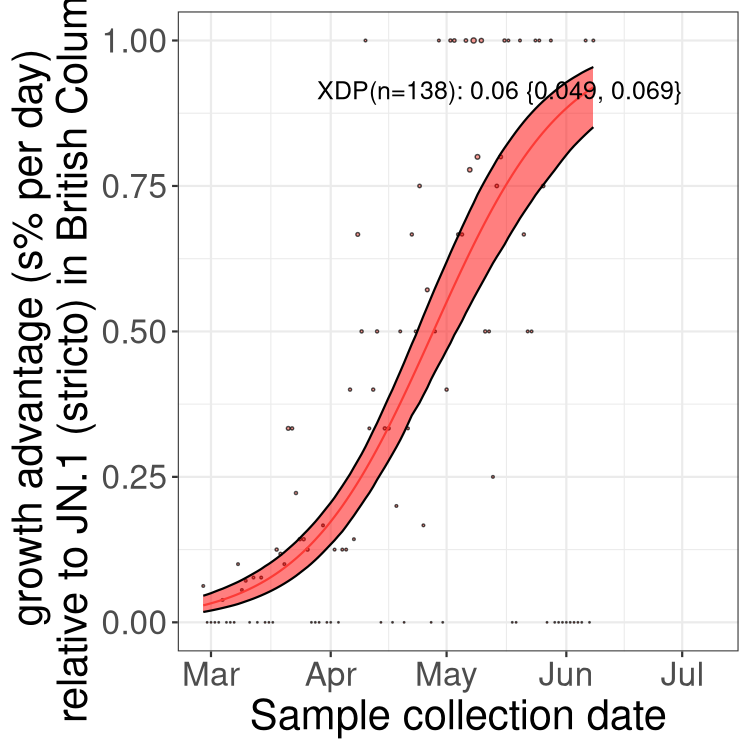 growth advantage (s% per day)
relative to JN.1 (stricto) in British Colum
1.00
0.75
0.50
0.25
0.00
XDP(n=138): 0.06 {0.049, 0.069}
Mar Apr May Jun Jul
Sample collection date